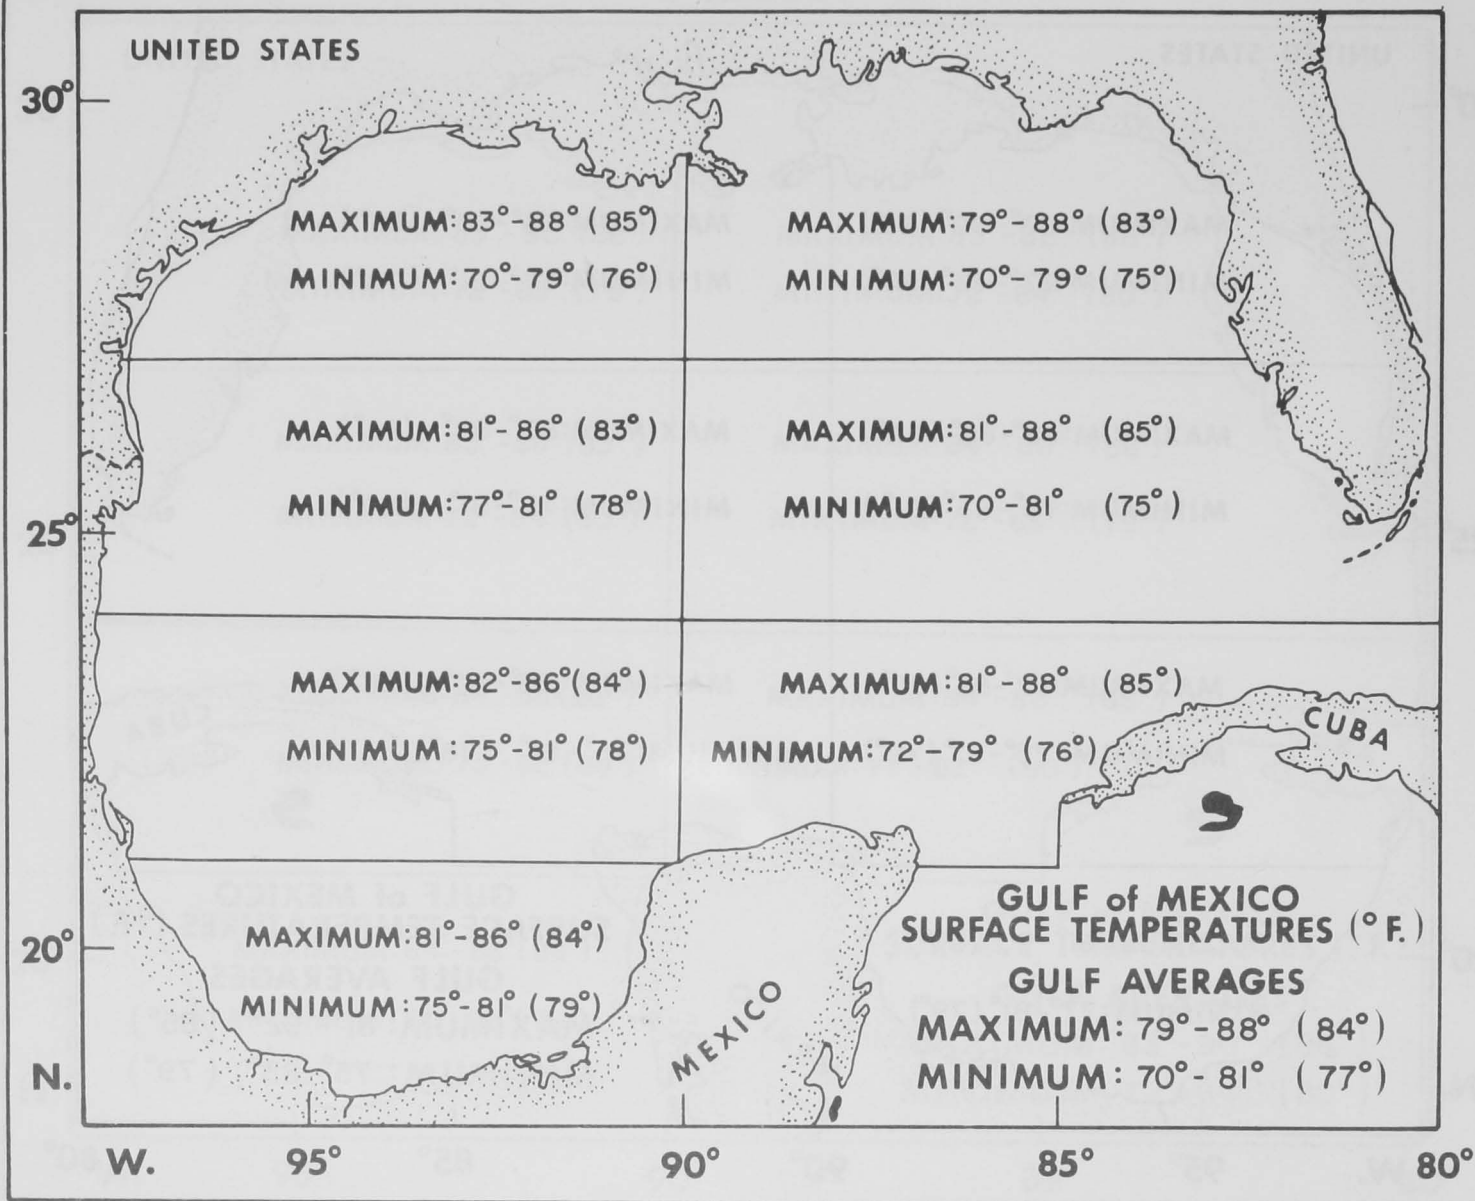 UNITED STATES
30°
MAXIMUM:83°-88° (85°)
MINIMUM:70°-79° (76°)
MAXIMUM:79°-88° (83°)
MINIMUM:70°-79° (75°)
MAXIMUM:81°-86° (83°)
MINIMUM:77°-81° (78°)
MAXIMUM:81°-88° (85°)
MINIMUM:70°-81° (75°)
25°
MAXIMUM:82°-86°(84°)
MINIMUM:75°-81° (78°)
MAXIMUM:81°-88° (85°)
MINIMUM:72°-79° (76°)
CUBA
MAXIMUM:81°-86° (84°)
MINIMUM:75°-81° (79°)
20°
MEXICO
GULF of MEXICO
SURFACE TEMPERATURES (°F.)
GULF AVERAGES
MAXIMUM: 79°-88° (84°)
MINIMUM: 70°-81° (77°)
N.
W. 95° 90° 85° 80°